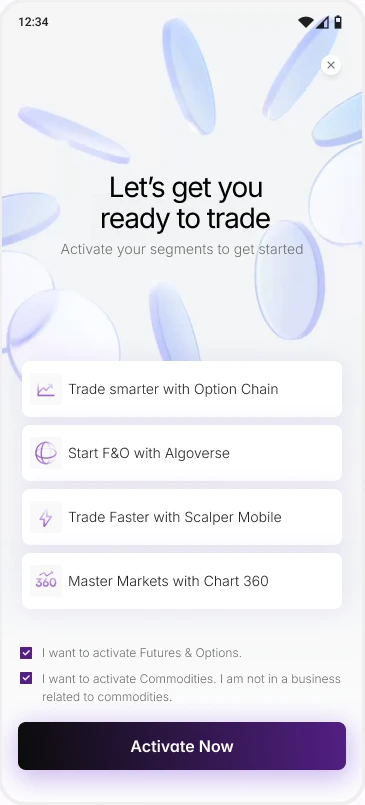 12:34
Let's get you
ready to trade
Activate your segments to get started
Trade smarter with Option Chain
Start F&O with Algoverse
Trade Faster with Scalper Mobile
360
Master Markets with Chart 360
I want to activate Futures & Options.
I want to activate Commodities. I am not in a business
related to commodities.
Activate Now